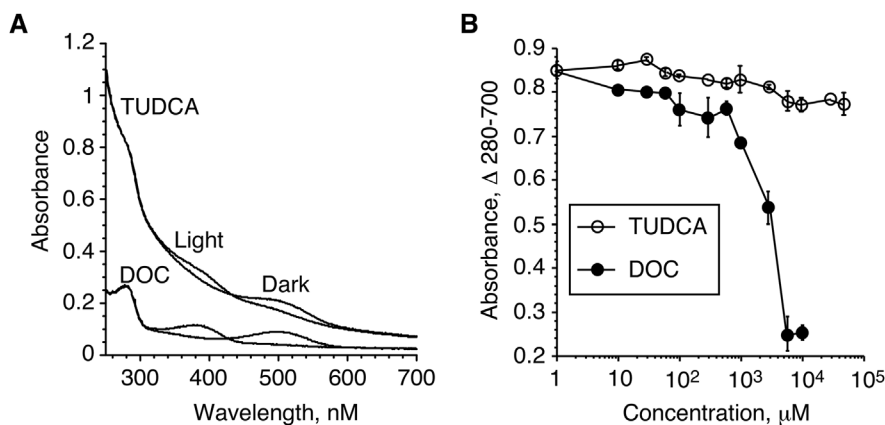 A
1.2
1
0.8
0.6
0.4
0.2
0
Absorbance
TUDCA
Light
DOC
Dark
300
400
500
600
700
Wavelength, nM
B
0.9
0.8
0.7
0.6
0.5
0.4
0.3
0.2
Absorbance, Δ 280-700
TUDCA
DOC
1
10
10²
10³
10⁴
10⁵
Concentration, μM